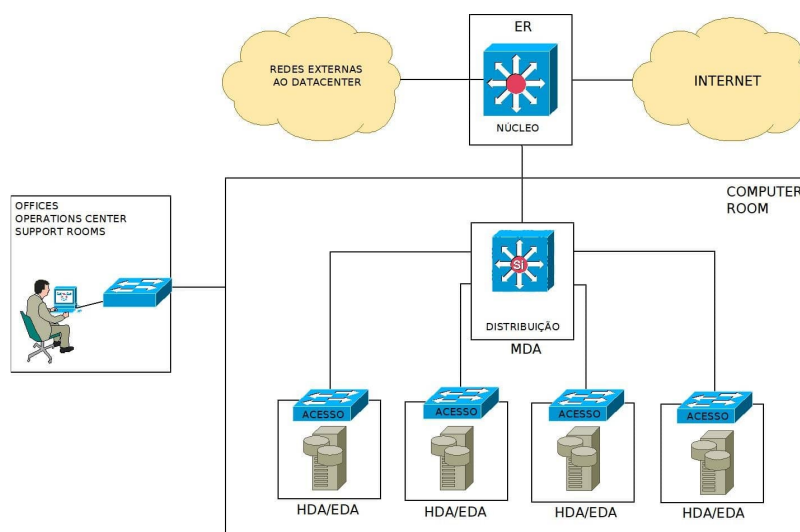 ER
REDES EXTERNAS
AO DATACENTER
NÚCLEO
INTERNET
COMPUTER
ROOM
OFFICES
OPERATIONS CENTER
SUPPORT ROOMS
Si
DISTRIBUIÇÃO
MDA
ACESSO
ACESSO
ACESSO
ACESSO
HDA/EDA
HDA/EDA
HDA/EDA
HDA/EDA